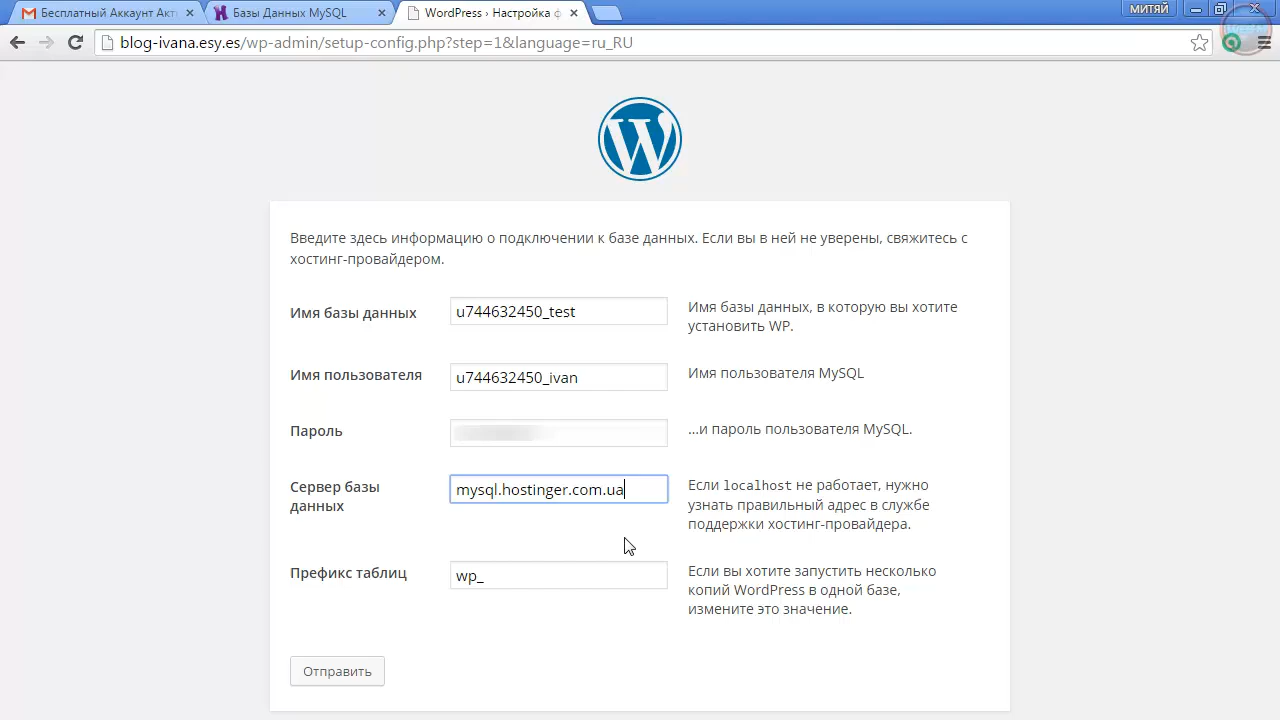 Бесплатный Аккаунт Акт
Базы Данных MySQL
WordPress › Настройка ф
МИТЯЙ
blog-ivana.esy.es/wp-admin/setup-config.php?step=1&language=ru_RU
Введите здесь информацию о подключении к базе данных. Если вы в ней не уверены, свяжитесь с
хостинг-провайдером.
Имя базы данных
u744632450_test
Имя базы данных, в которую вы хотите
установить WP.
Имя пользователя
u744632450_ivan
Имя пользователя MySQL
Пароль
...и пароль пользователя MySQL.
Сервер базы
данных
mysql.hostinger.com.ua
Если localhost не работает, нужно
узнать правильный адрес в службе
поддержки хостинг-провайдера.
Префикс таблиц
wp_
Если вы хотите запустить несколько
копий WordPress в одной базе,
измените это значение.
Отправить